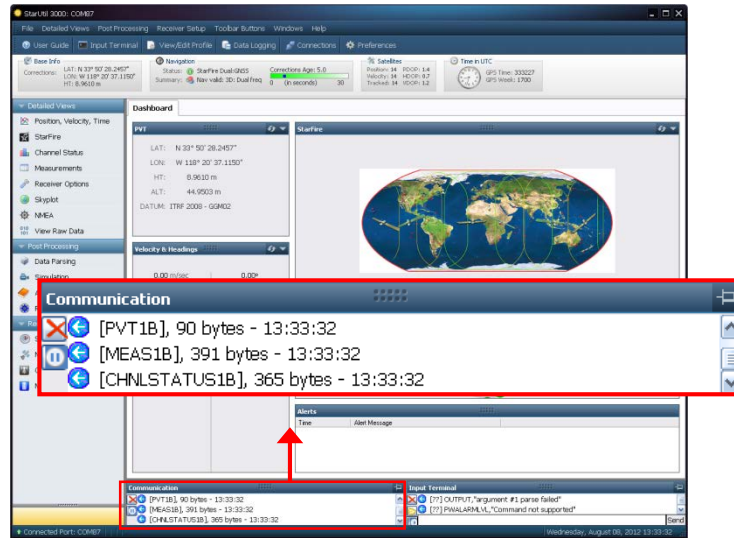 StarUtil 3000: COM87
File Detailed Views Post Processing Receiver Setup Toolbar Buttons Windows Help
User Guide Input Terminal View/Edit Profile Data Logging Connections Preferences
Base Info
Corrections: LAT: N 33° 50' 28.2457"
LON: W 118° 20' 37.1150"
HT: 8.9610 m
Navigation
Status: StarFire Dual:GNSS
Summary: Nav valid: 3D: Dual Freq
Corrections Age: 5.0
0 (in seconds) 30
Satellites
Position: 14 PDOP: 1.4
Velocity: 14 HDOP: 0.7
Tracked: 14 VDOP: 1.2
Time in UTC
GPS Time: 333227
GPS Week: 1700
Detailed Views
Position, Velocity, Time
StarFire
Channel Status
Measurements
Receiver Options
Skyplot
NMEA
View Raw Data
Post Processing
Data Parsing
Simulation
Dashboard
PVT
LAT: N 33° 50' 28.2457"
LON: W 118° 20' 37.1150"
HT: 8.9610 m
ALT: 44.9503 m
DATUM: ITRF 2008 - GGM02
StarFire
Velocity & Headings
0.00 m/sec 0.00°
Communication
[PVT1B], 90 bytes - 13:33:32
[MEAS1B], 391 bytes - 13:33:32
[CHNLSTATUS1B], 365 bytes - 13:33:32
Alerts
Time Alert Message
Communication
[PVT1B], 90 bytes - 13:33:32
[MEAS1B], 391 bytes - 13:33:32
[CHNLSTATUS1B], 365 bytes - 13:33:32
Input Terminal
[??] OUTPUT,"argument #1 parse failed"
[??] PWALARMLVL,"Command not supported"
Send
Connected Port: COM87
Wednesday, August 08, 2012 13:33:32